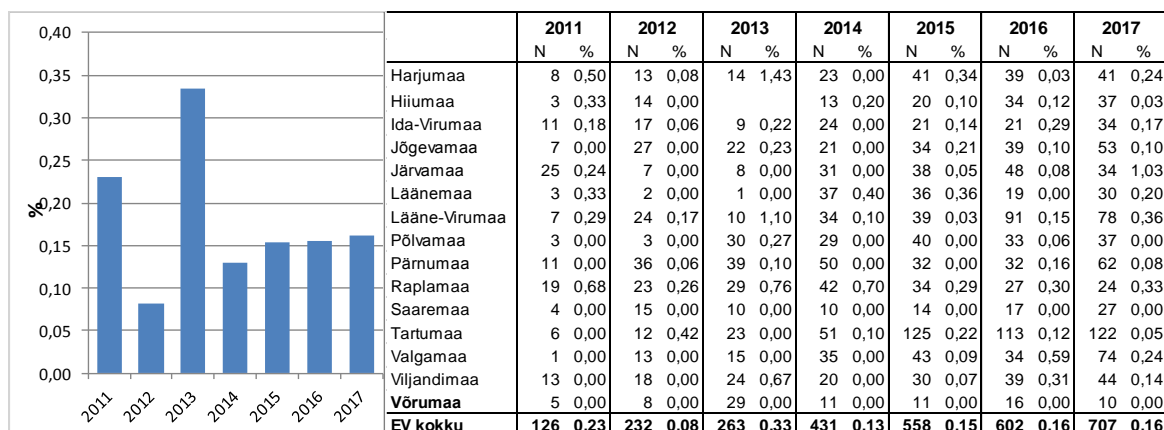 0,40
0,35
0,30
0,25
0,20
0,15
0,10
0,05
0,00
%
2011 2012 2013 2014 2015 2016 2017
2011 2012 2013 2014 2015 2016 2017
N % N % N % N % N % N % N %
Harjumaa 8 0,50 13 0,08 14 1,43 23 0,00 41 0,34 39 0,03 41 0,24
Hiiumaa 3 0,33 14 0,00 13 0,20 20 0,10 34 0,12 37 0,03
Ida-Virumaa 11 0,18 17 0,06 9 0,22 24 0,00 21 0,14 21 0,29 34 0,17
Jõgevamaa 7 0,00 27 0,00 22 0,23 21 0,00 34 0,21 39 0,10 53 0,10
Järvamaa 25 0,24 7 0,00 8 0,00 31 0,00 38 0,05 48 0,08 34 1,03
Läänemaa 3 0,33 2 0,00 1 0,00 37 0,40 36 0,36 19 0,00 30 0,20
Lääne-Virumaa 7 0,29 24 0,17 10 1,10 34 0,10 39 0,03 91 0,15 78 0,36
Põlvamaa 3 0,00 3 0,00 30 0,27 29 0,00 40 0,00 33 0,06 37 0,00
Pärnumaa 11 0,00 36 0,06 39 0,10 50 0,00 32 0,00 32 0,16 62 0,08
Raplamaa 19 0,68 23 0,26 29 0,76 42 0,70 34 0,29 27 0,30 24 0,33
Saaremaa 4 0,00 15 0,00 10 0,00 10 0,00 14 0,00 17 0,00 27 0,00
Tartumaa 6 0,00 12 0,42 23 0,00 51 0,10 125 0,22 113 0,12 122 0,05
Valgamaa 1 0,00 13 0,00 15 0,00 35 0,00 43 0,09 34 0,59 74 0,24
Viljandimaa 13 0,00 18 0,00 24 0,67 20 0,00 30 0,07 39 0,31 44 0,14
Võrumaa 5 0,00 8 0,00 29 0,00 11 0,00 11 0,00 16 0,00 10 0,00
EV kokku 126 0,23 232 0,08 263 0,33 431 0,13 558 0,15 602 0,16 707 0,16